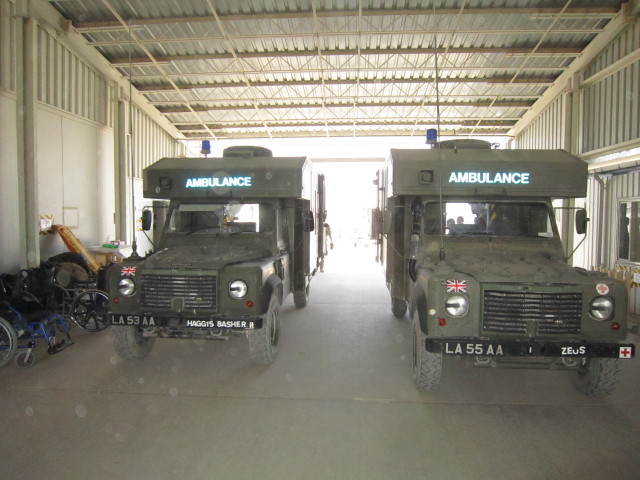 AMBULANCE
LA 53 AA HAGGIS BASHER II
AMBULANCE
LA 55 AA ZEUS